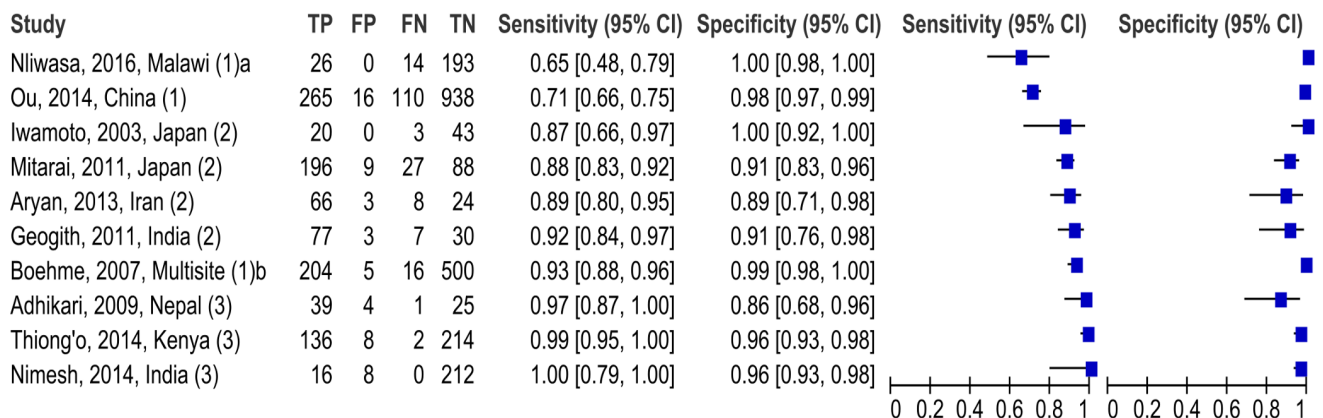 Study TP FP FN TN Sensitivity (95% CI) Specificity (95% CI) Sensitivity (95% CI) Specificity (95% CI)
Nliwasa, 2016, Malawi (1)a 26 0 14 193 0.65 [0.48, 0.79] 1.00 [0.98, 1.00]
Ou, 2014, China (1) 265 16 110 938 0.71 [0.66, 0.75] 0.98 [0.97, 0.99]
Iwamoto, 2003, Japan (2) 20 0 3 43 0.87 [0.66, 0.97] 1.00 [0.92, 1.00]
Mitarai, 2011, Japan (2) 196 9 27 88 0.88 [0.83, 0.92] 0.91 [0.83, 0.96]
Aryan, 2013, Iran (2) 66 3 8 24 0.89 [0.80, 0.95] 0.89 [0.71, 0.98]
Geogith, 2011, India (2) 77 3 7 30 0.92 [0.84, 0.97] 0.91 [0.76, 0.98]
Boehme, 2007, Multisite (1)b 204 5 16 500 0.93 [0.88, 0.96] 0.99 [0.98, 1.00]
Adhikari, 2009, Nepal (3) 39 4 1 25 0.97 [0.87, 1.00] 0.86 [0.68, 0.96]
Thiong'o, 2014, Kenya (3) 136 8 2 214 0.99 [0.95, 1.00] 0.96 [0.93, 0.98]
Nimesh, 2014, India (3) 16 8 0 212 1.00 [0.79, 1.00] 0.96 [0.93, 0.98]
0 0.2 0.4 0.6 0.8 1 0 0.2 0.4 0.6 0.8 1